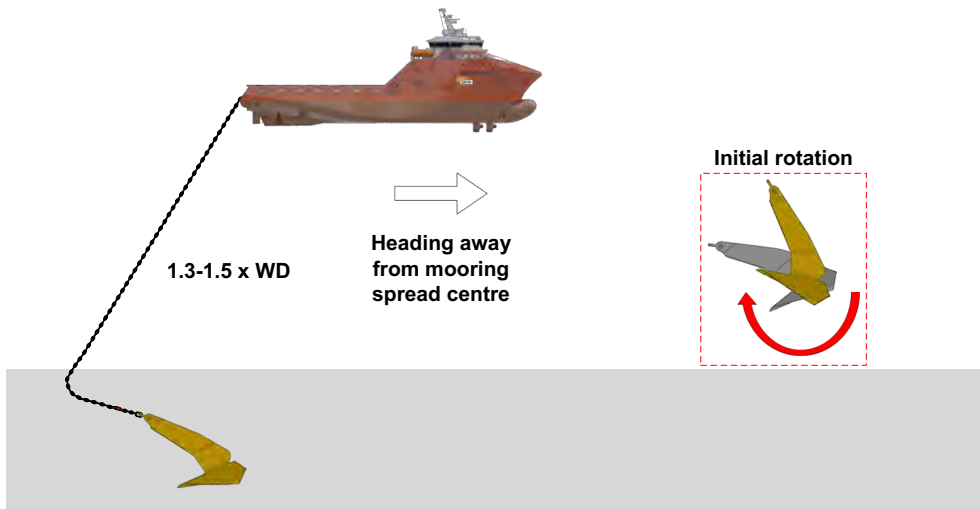 Initial rotation
Heading away
from mooring
spread centre
1.3-1.5 x WD